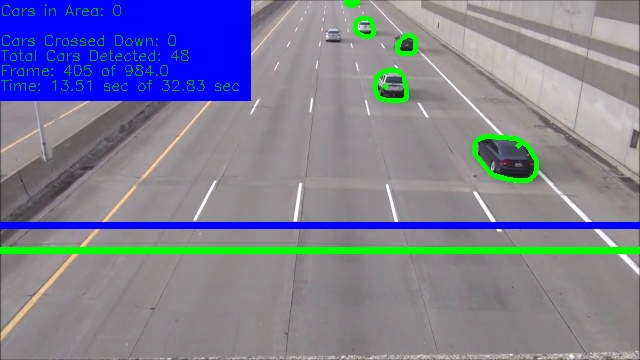 Cars in Area: 0
Cars Crossed Down: 0
Total Cars Detected: 48
Frame: 405 of 984.0
Time: 13.51 sec of 32.83 sec